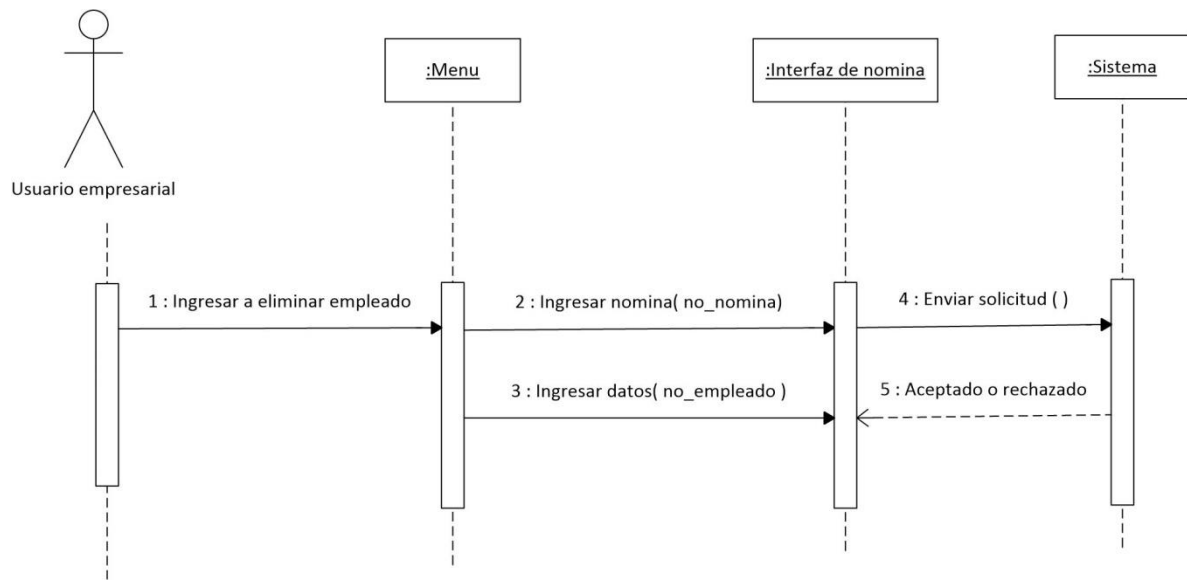 :Menu
:Interfaz de nomina
:Sistema
Usuario empresarial
1 : Ingresar a eliminar empleado
2 : Ingresar nomina( no_nomina)
4 : Enviar solicitud ( )
3 : Ingresar datos( no_empleado )
5 : Aceptado o rechazado